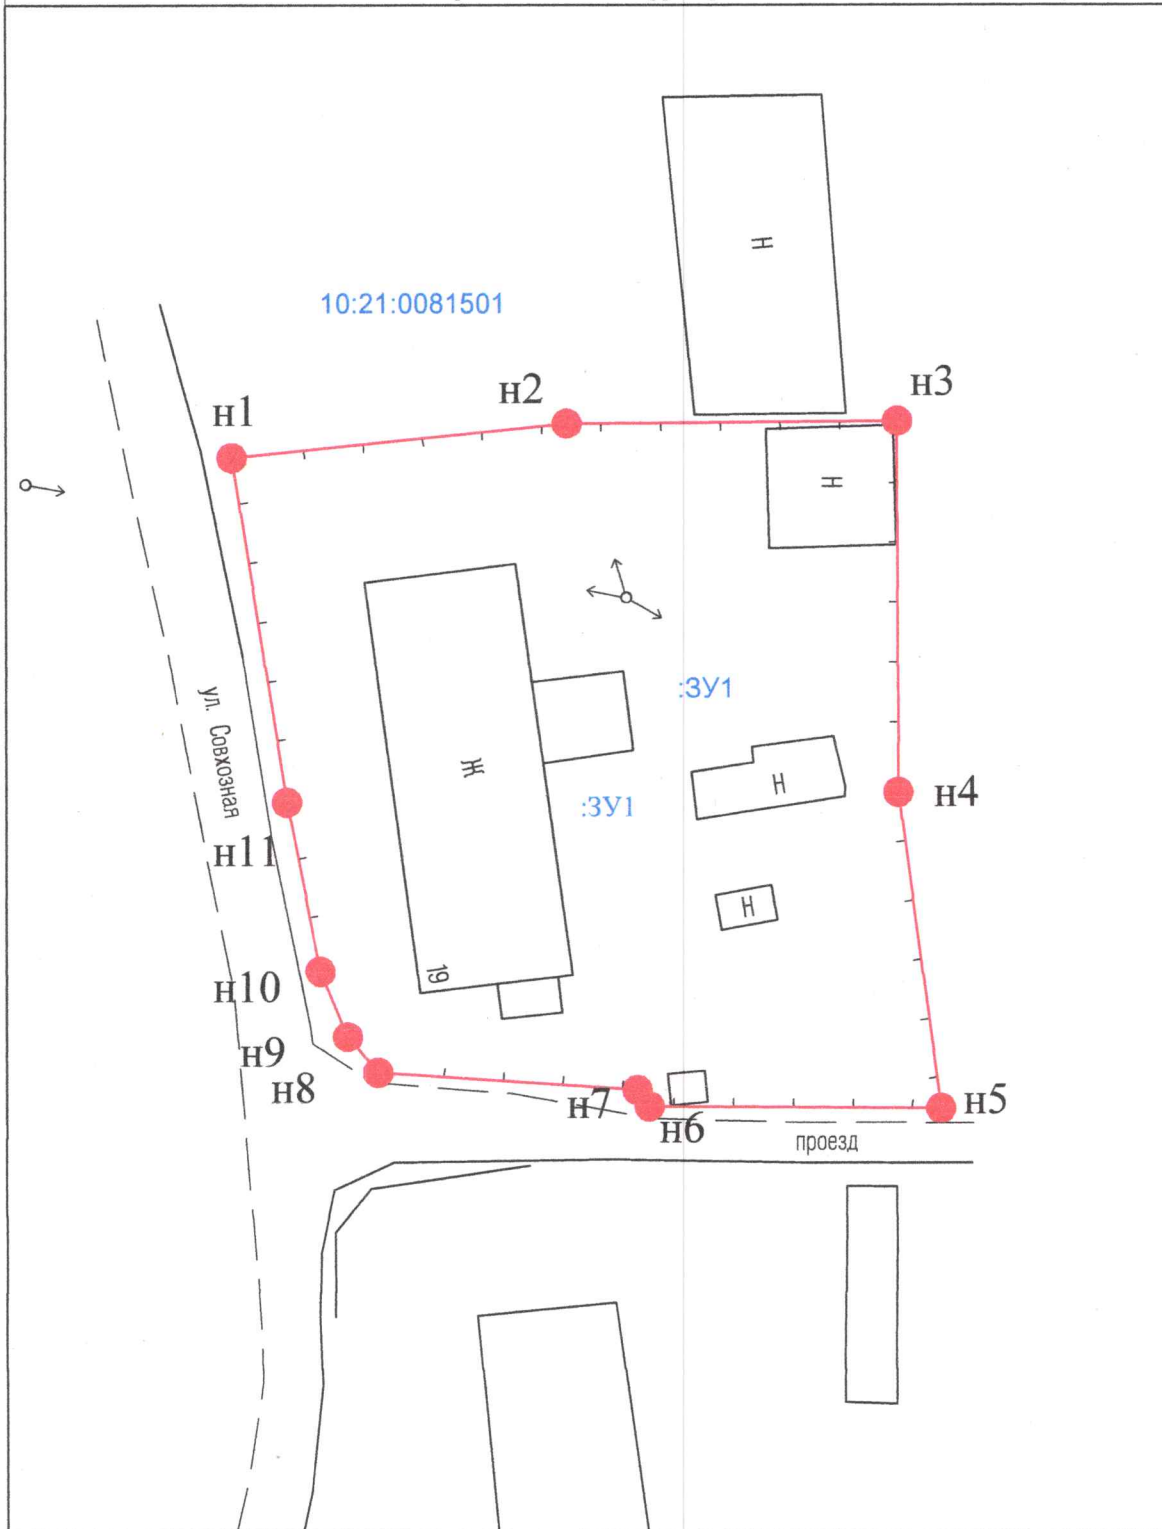 Н
10:21:0081501
н3
н2
н1
Н
:ЗУ1
ул. Совхозная
Ж
Н
н4
:ЗУ1
н11
Н
19
н10
н9
н8
н7
н5
н6
проезд